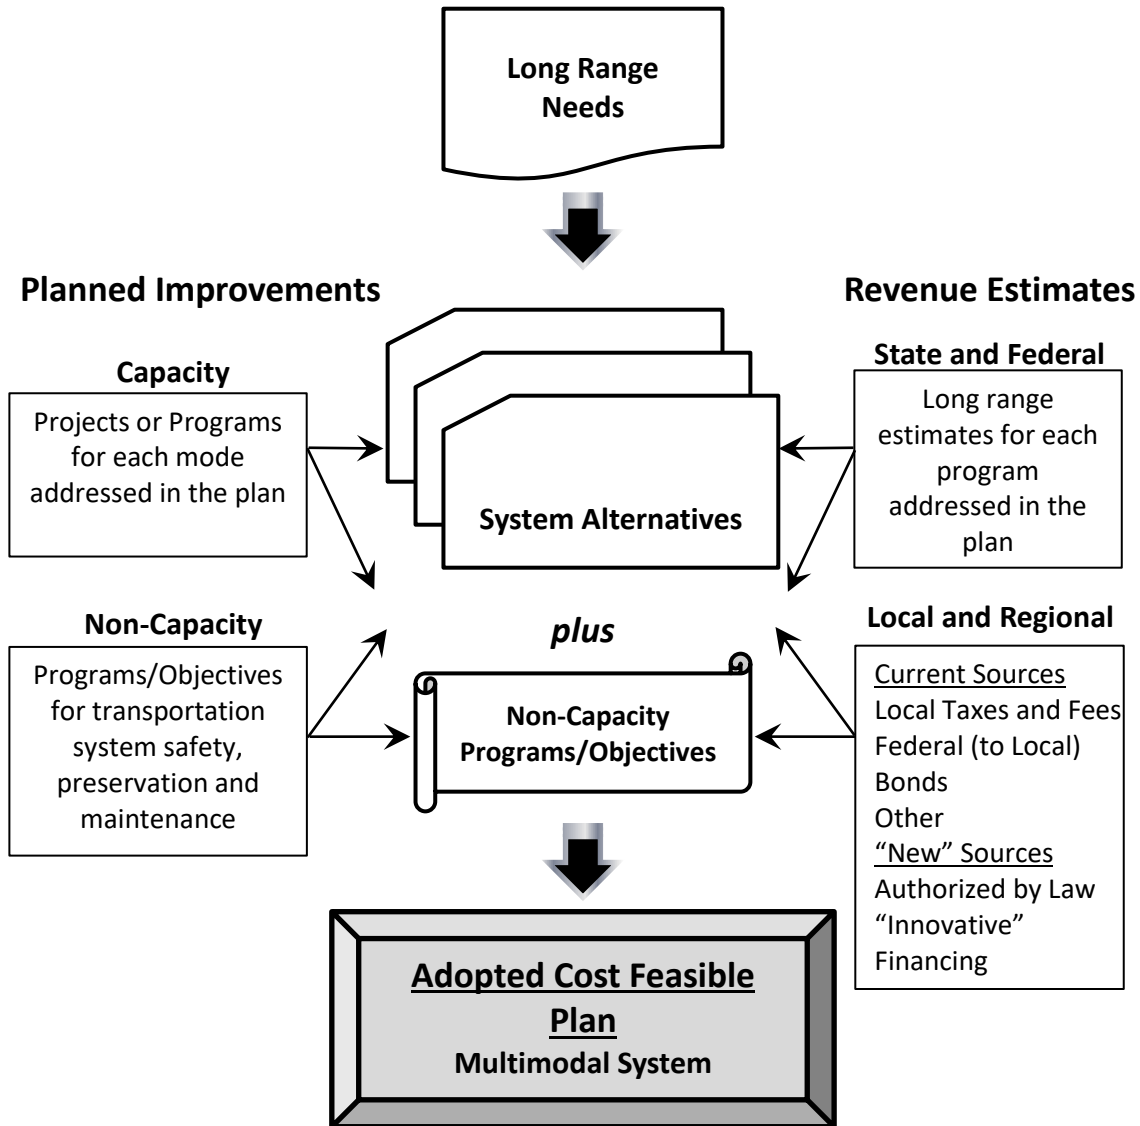 Long Range
Needs
Planned Improvements
Revenue Estimates
Capacity
Projects or Programs
for each mode
addressed in the plan
State and Federal
Long range
estimates for each
program
addressed in the
plan
System Alternatives
plus
Non-Capacity
Programs/Objectives
for transportation
system safety,
preservation and
maintenance
Non-Capacity
Programs/Objectives
Local and Regional
Current Sources
Local Taxes and Fees
Federal (to Local)
Bonds
Other
“New” Sources
Authorized by Law
“Innovative”
Financing
Adopted Cost Feasible
Plan
Multimodal System